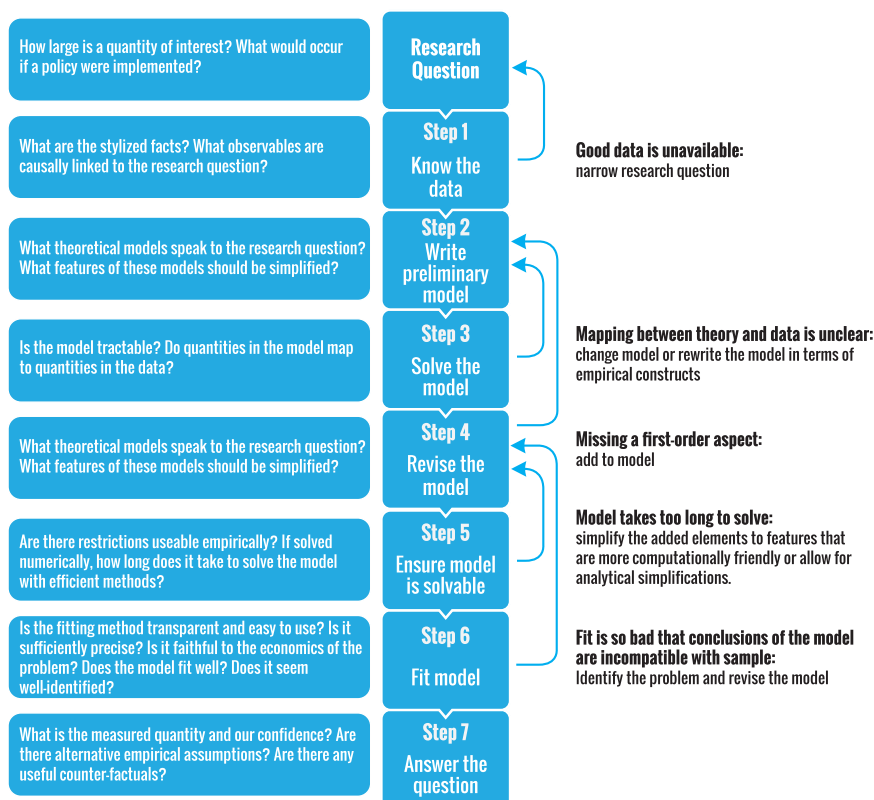 How large is a quantity of interest? What would occur
if a policy were implemented?
Research
Question
What are the stylized facts? What observables are
causally linked to the research question?
Step 1
Know the
data
Good data is unavailable:
narrow research question
What theoretical models speak to the research question?
What features of these models should be simplified?
Step 2
Write
preliminary
model
Is the model tractable? Do quantities in the model map
to quantities in the data?
Step 3
Solve the
model
Mapping between theory and data is unclear:
change model or rewrite the model in terms of
empirical constructs
What theoretical models speak to the research question?
What features of these models should be simplified?
Step 4
Revise the
model
Missing a first-order aspect:
add to model
Are there restrictions useable empirically? If solved
numerically, how long does it take to solve the model
with efficient methods?
Step 5
Ensure model
is solvable
Model takes too long to solve:
simplify the added elements to features that
are more computationally friendly or allow for
analytical simplifications.
Is the fitting method transparent and easy to use? Is it
sufficiently precise? Is it faithful to the economics of the
problem? Does the model fit well? Does it seem
well-identified?
Step 6
Fit model
Fit is so bad that conclusions of the model
are incompatible with sample:
Identify the problem and revise the model
What is the measured quantity and our confidence? Are
there alternative empirical assumptions? Are there any
useful counter-factuals?
Step 7
Answer the
question